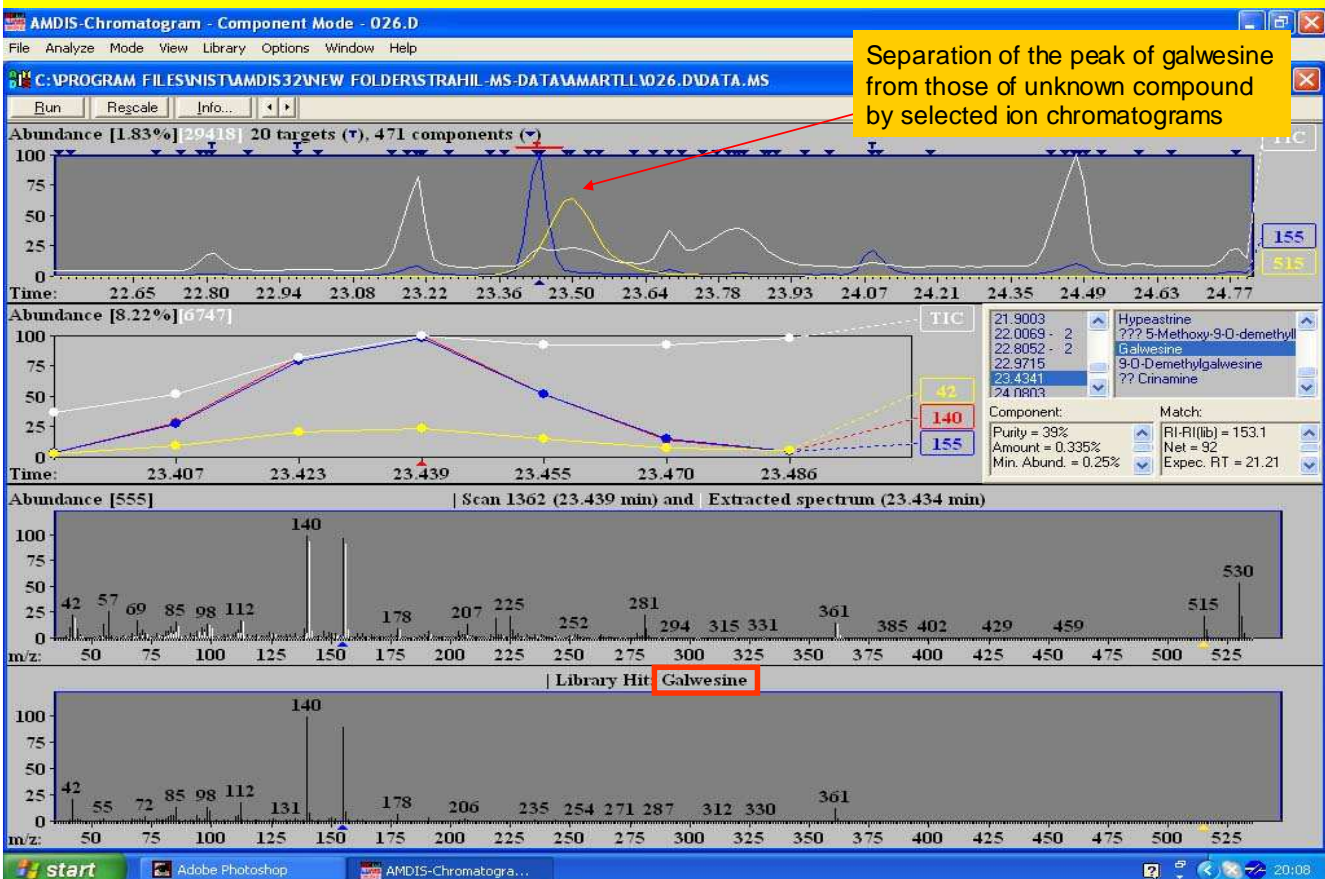 AMDIS-Chromatogram - Component Mode - 026.D
File Analyze Mode View Library Options Window Help
Separation of the peak of galwesine
from those of unknown compound
by selected ion chromatograms
C:\PROGRAM FILES\NIST\AMDIS32\NEW FOLDER\STRAHIL-MS-DATA\AMARTLL\026.D\DATA.MS
Run Rescale Info...
Abundance [1.83%] [29418] 20 targets (T), 471 components (▼)
TIC
T T T T
100
75
50
25
0
155
515
Time: 22.65 22.80 22.94 23.08 23.22 23.36 23.50 23.64 23.78 23.93 24.07 24.21 24.35 24.49 24.63 24.77
Abundance [8.22%] [6747]
TIC
100
75
50
25
0
42
140
155
Time: 23.407 23.423 23.439 23.455 23.470 23.486
21.9003
22.0069 - 2
22.8052 - 2
22.9715
23.4341
24.0803
Hypeastrine
??? 5-Methoxy-9-O-demethyll
Galwesine
9-O-Demethylgalwesine
?? Crinamine
Component:
Purity = 39%
Amount = 0.335%
Min. Abund. = 0.25%
Match:
RI-RI(lib) = 153.1
Net = 92
Expec. RT = 21.21
Abundance [555] | Scan 1362 (23.439 min) and | Extracted spectrum (23.434 min)
100
75
50
25
0
42 57 69 85 98 112 140 178 207 225 252 281 294 315 331 361 385 402 429 459 515 530
m/z: 50 75 100 125 150 175 200 225 250 275 300 325 350 375 400 425 450 475 500 525
| Library Hit: Galwesine
100
75
50
25
0
42 55 72 85 98 112 131 140 178 206 235 254 271 287 312 330 361
m/z: 50 75 100 125 150 175 200 225 250 275 300 325 350 375 400 425 450 475 500 525
start Adobe Photoshop AMDIS-Chromatogra... 20:08